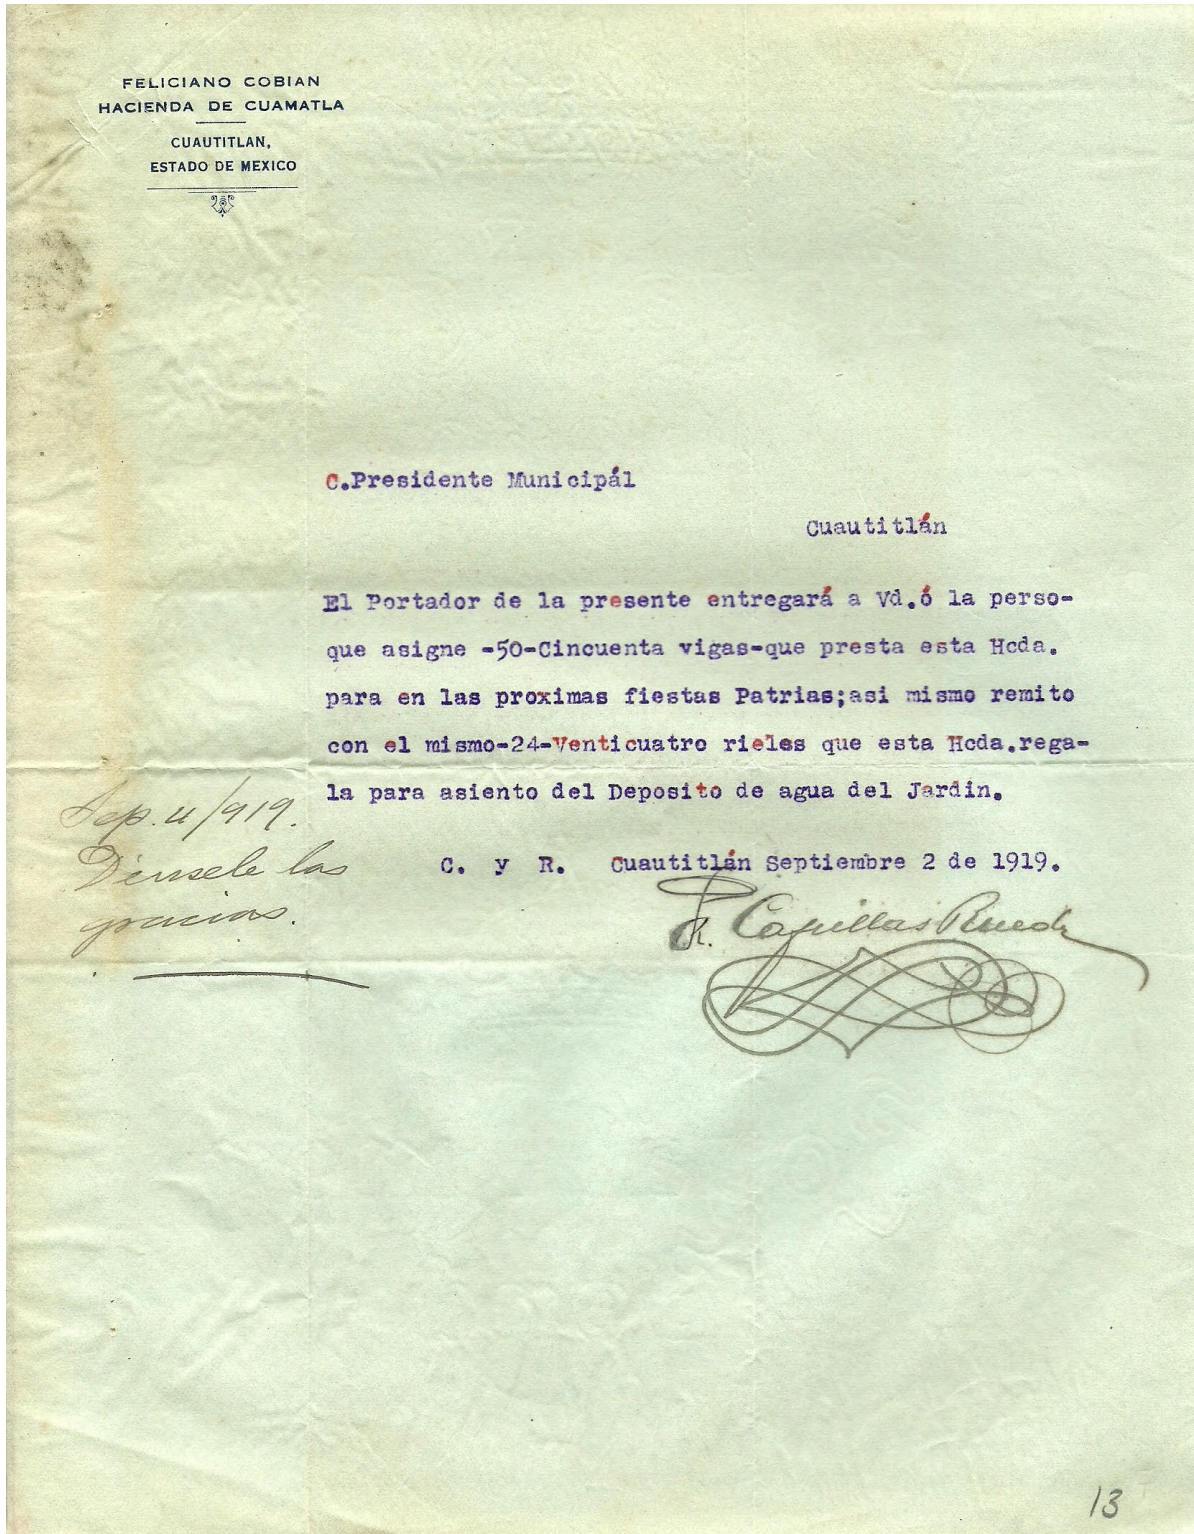 FELICIANO COBIAN
HACIENDA DE CUAMATLA
CUAUTITLAN,
ESTADO DE MEXICO
C.Presidente Municipál
Cuautitlán
El Portador de la presente entregará a Vd.ó la perso-
que asigne -50-Cincuenta vigas-que presta esta Hcda.
para en las proximas fiestas Patrias;asi mismo remito
con el mismo-24-Venticuatro rieles que esta Hcda.rega-
la para asiento del Deposito de agua del Jardin.
C. y R. Cuautitlán Septiembre 2 de 1919.
Sep. 4/919.
Dénsele las
gracias.
R. Capillas Rueda
13